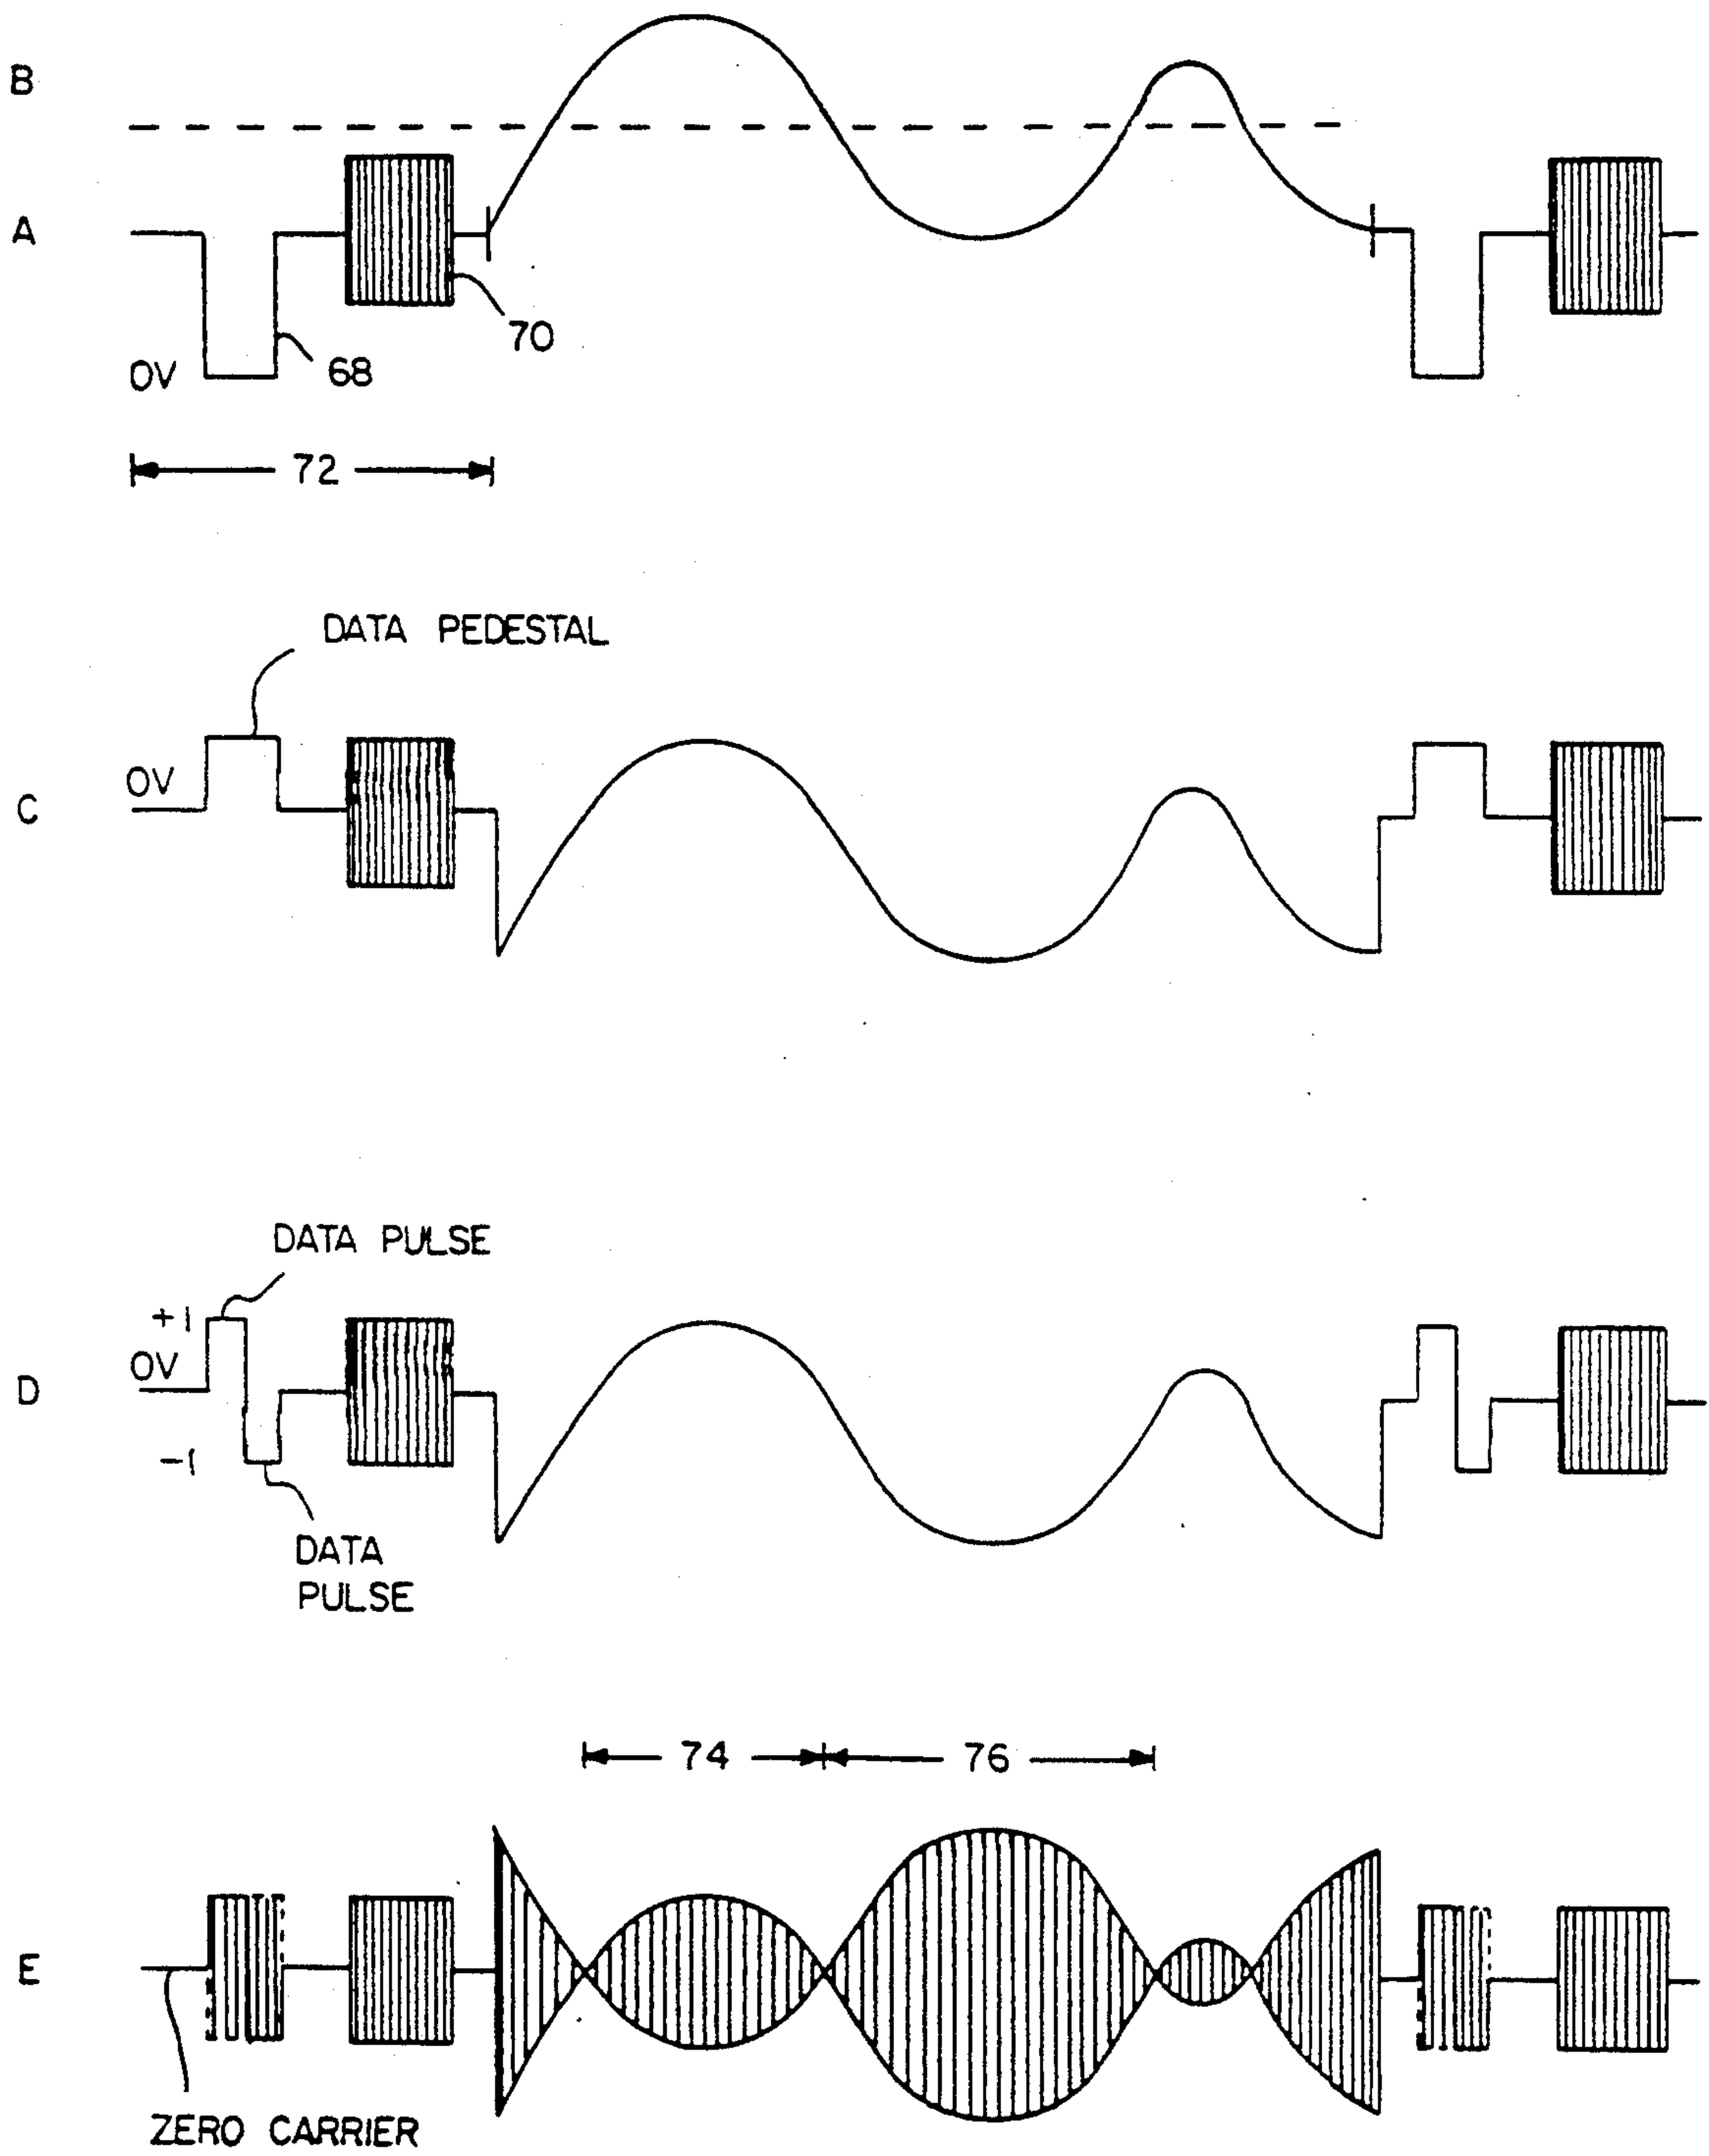 B
A
70
0V
68
72
DATA PEDESTAL
0V
C
DATA PULSE
+1
0V
D
-1
DATA
PULSE
74
76
E
ZERO CARRIER